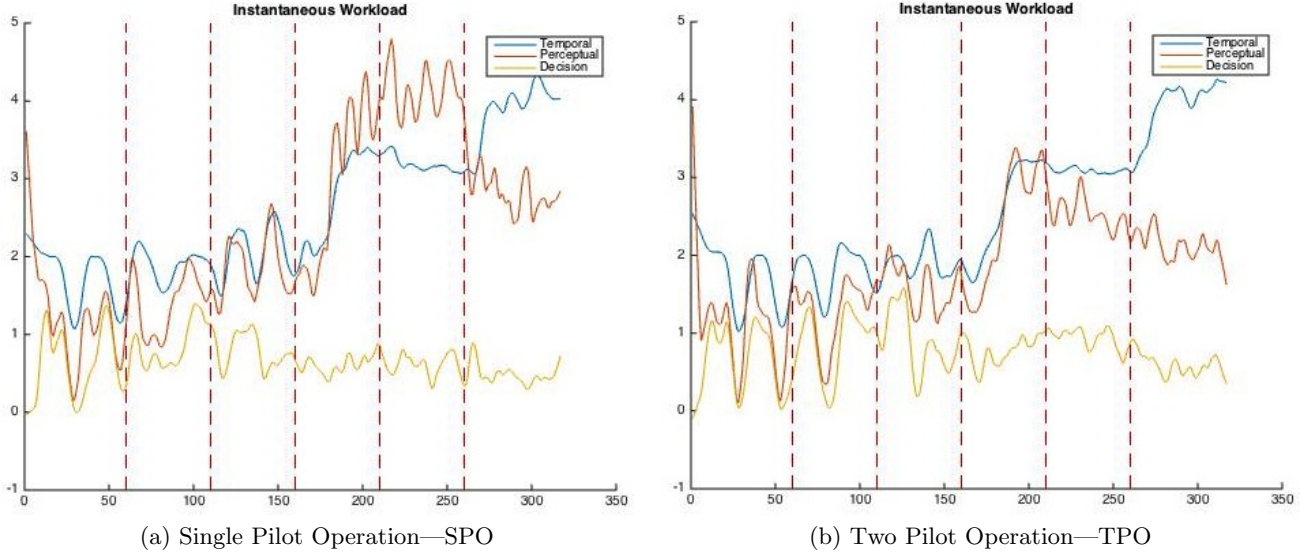 Instantaneous Workload
5
4
3
2
1
0
-1
0 50 100 150 200 250 300 350
Temporal
Perceptual
Decision
(a) Single Pilot Operation—SPO
Instantaneous Workload
5
4
3
2
1
0
-1
0 50 100 150 200 250 300 350
Temporal
Perceptual
Decision
(b) Two Pilot Operation—TPO